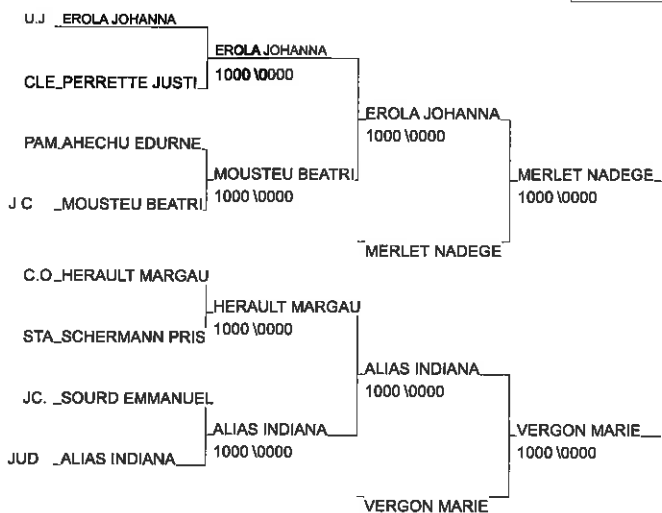 U.J EROLA JOHANNA
EROLA JOHANNA
1000 \0000
CLE_PERRETTE JUSTI
EROLA JOHANNA
1000 \0000
PAM.AHECHU EDURNE
MOUSTEU BEATRI
1000 \0000
J C _MOUSTEU BEATRI
MERLET NADEGE
1000 \0000
MERLET NADEGE
C.O_HERAULT MARGAU
HERAULT MARGAU
1000 \0000
STA_SCHERMANN PRIS
ALIAS INDIANA
1000 \0000
JC. _SOURD EMMANUEL
ALIAS INDIANA
1000 \0000
JUD _ALIAS INDIANA
VERGON MARIE
1000 \0000
VERGON MARIE